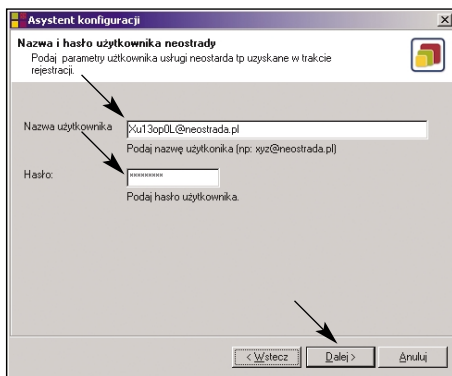 Asystent konfiguracji
Nazwa i hasło użytkownika neostrady
Podaj parametry użtkownika usługi neostarda tp uzyskane w trakcie
rejestracji.
Nazwa użytkownika
Xu13op0L@neostrada.pl
Podaj nazwę użytkonika (np: xyz@neostrada.pl)
Hasło:
*********
Podaj hasło użytkownika.
< Wstecz
Dalej >
Anuluj